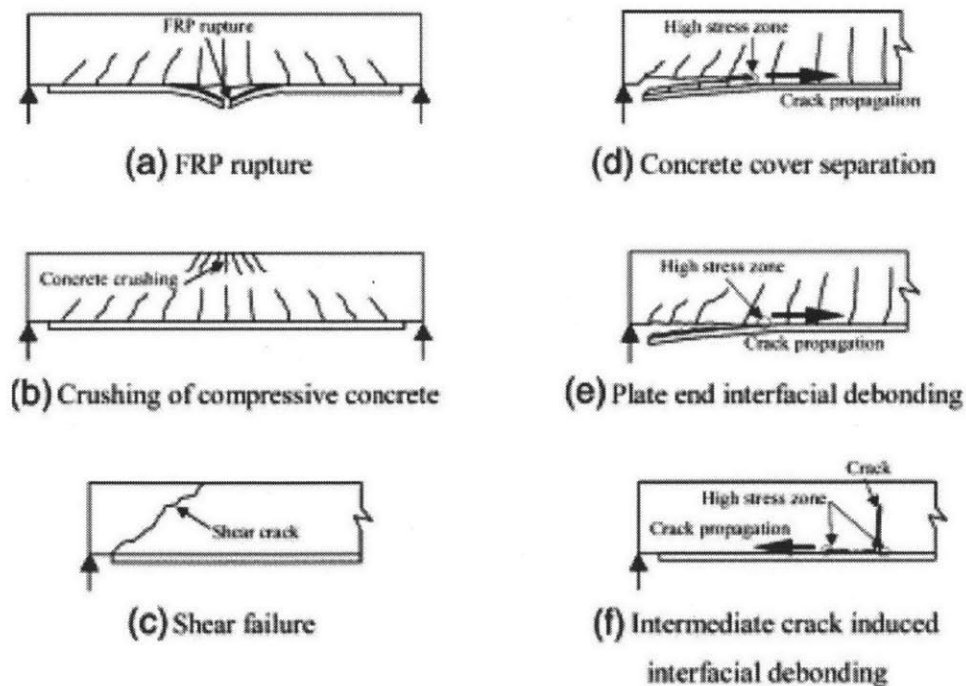 FRP rupture
(a) FRP rupture
Concrete crushing
(b) Crushing of compressive concrete
Shear crack
(c) Shear failure
High stress zone
Crack propagation
(d) Concrete cover separation
High stress zone
Crack propagation
(e) Plate end interfacial debonding
Crack
High stress zone
Crack propagation
(f) Intermediate crack induced
interfacial debonding